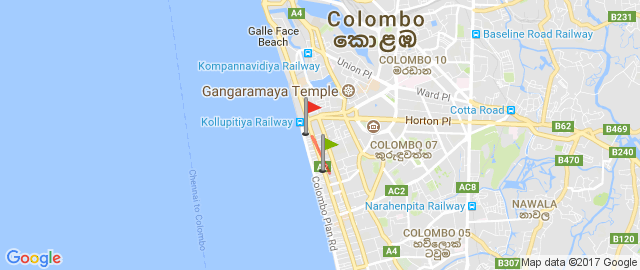 Colombo
කොළඹ
A4
B231
Galle Face
Beach
Baseline Road Railway
Kompannavidiya Railway
Union Pl
COLOMBO 10
මරදාන
Gangaramaya Temple
Ward Pl
Cotta Road
Kollupitiya Railway
Horton Pl
B62
B469
COLOMBO 07
කුරුඳුවත්ත
B240
B470
Chennai to Colombo
Colombo Plan Rd
AC2
AC8
Narahenpita Railway
NAWALA
නාවල
COLOMBO 05
හැව්ලොක්
ටවුම
B120
B307
Google
Map data ©2017 Google